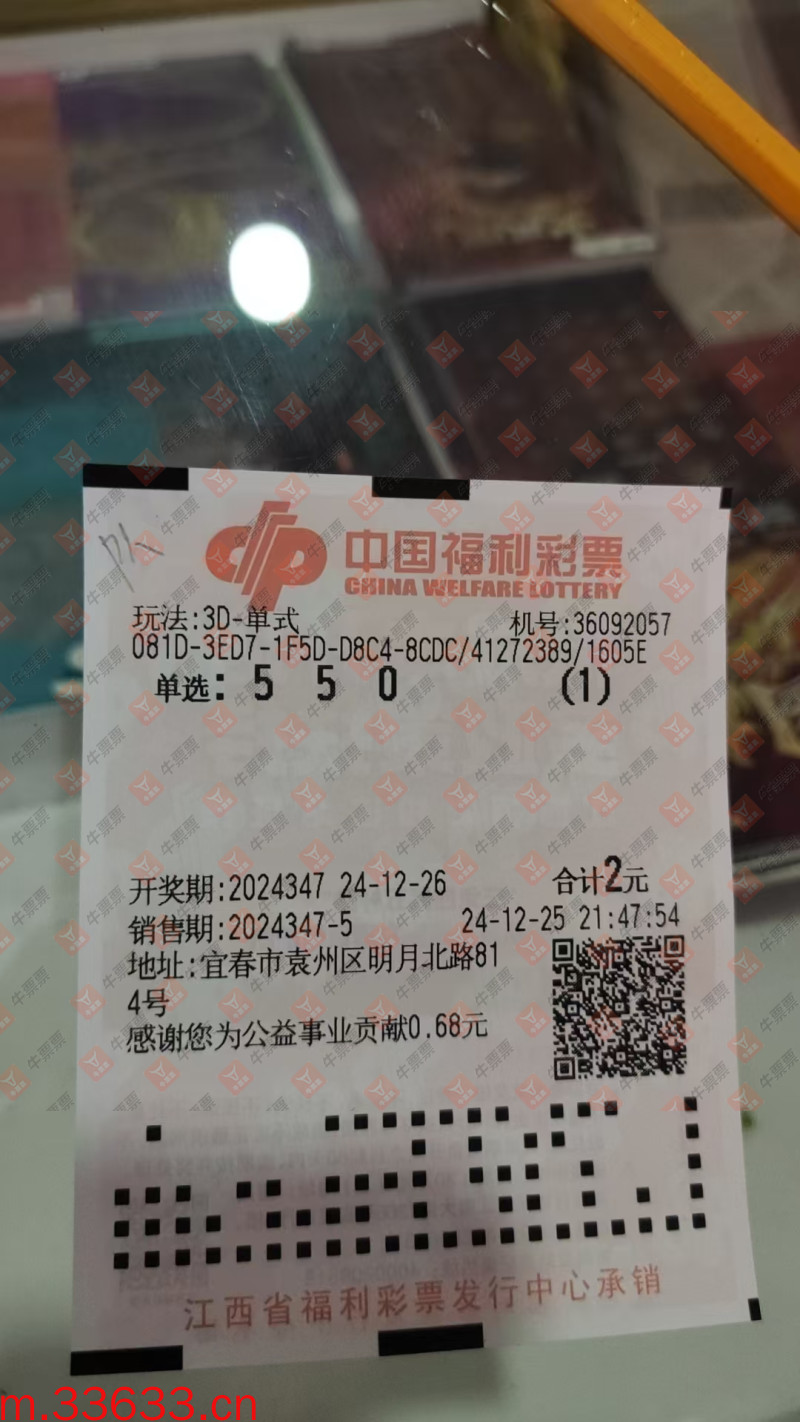 中国福利彩票
CHINA WELFARE LOTTERY
玩法:3D-单式 机号:36092057
081D-3ED7-1F5D-D8C4-8CDC/41272389/1605E
单选: 5 5 0 (1)
开奖期:2024347 24-12-26 合计2元
销售期:2024347-5 24-12-25 21:47:54
地址:宜春市袁州区明月北路81
4号
感谢您为公益事业贡献0.68元
江西省福利彩票发行中心承销
牛票票
m.33633.cn